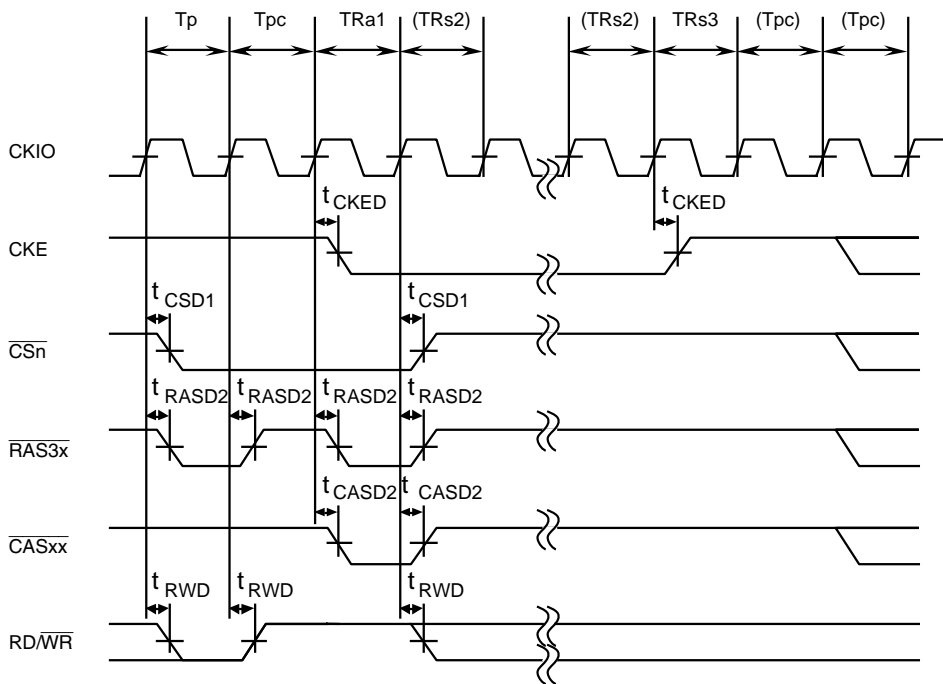 Tp Tpc TRa1 (TRs2) (TRs2) TRs3 (Tpc) (Tpc)
CKIO
tCKED tCKED
CKE
tCSD1 tCSD1
CSn
tRASD2 tRASD2 tRASD2 tRASD2
RAS3x
tCASD2 tCASD2
CASxx
tRWD tRWD tRWD
RD/WR